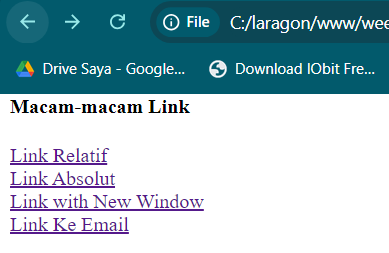 File C:/laragon/www/wee
Drive Saya - Google... Download IObit Fre...
Macam-macam Link
Link Relatif
Link Absolut
Link with New Window
Link Ke Email